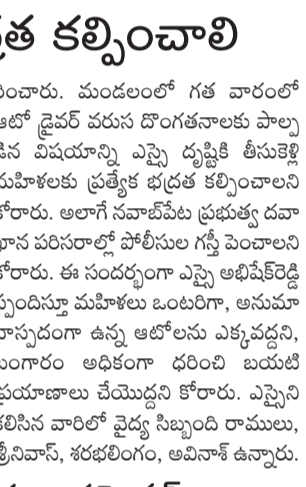 రత కల్పించాలి
ంచారు. మండలంలో గత వారంలో
ఆటో డ్రైవర్ వరుస దొంగతనాలకు పాల్ప
డిన విషయాన్ని ఎస్సై దృష్టికి తీసుకెళ్లి
మహిళలకు ప్రత్యేక భద్రత కల్పించాలని
కోరారు. అలాగే నవాబ్‌పేట ప్రభుత్వ దవా
ఖాన పరిసరాల్లో పోలీసుల గస్తీ పెంచాలని
కోరారు. ఈ సందర్భంగా ఎస్సై అభిషేక్‌రెడ్డి
స్పందిస్తూ మహిళలు ఒంటరిగా, అనుమా
నాస్పదంగా ఉన్న ఆటోలను ఎక్కవద్దని,
బంగారం అధికంగా ధరించి బయటి
ప్రయాణాలు చేయొద్దని కోరారు. ఎస్సైని
కలిసిన వారిలో వైద్య సిబ్బంది రాములు,
శ్రీనివాస్, శరభలింగం, అవినాశ్ ఉన్నారు.